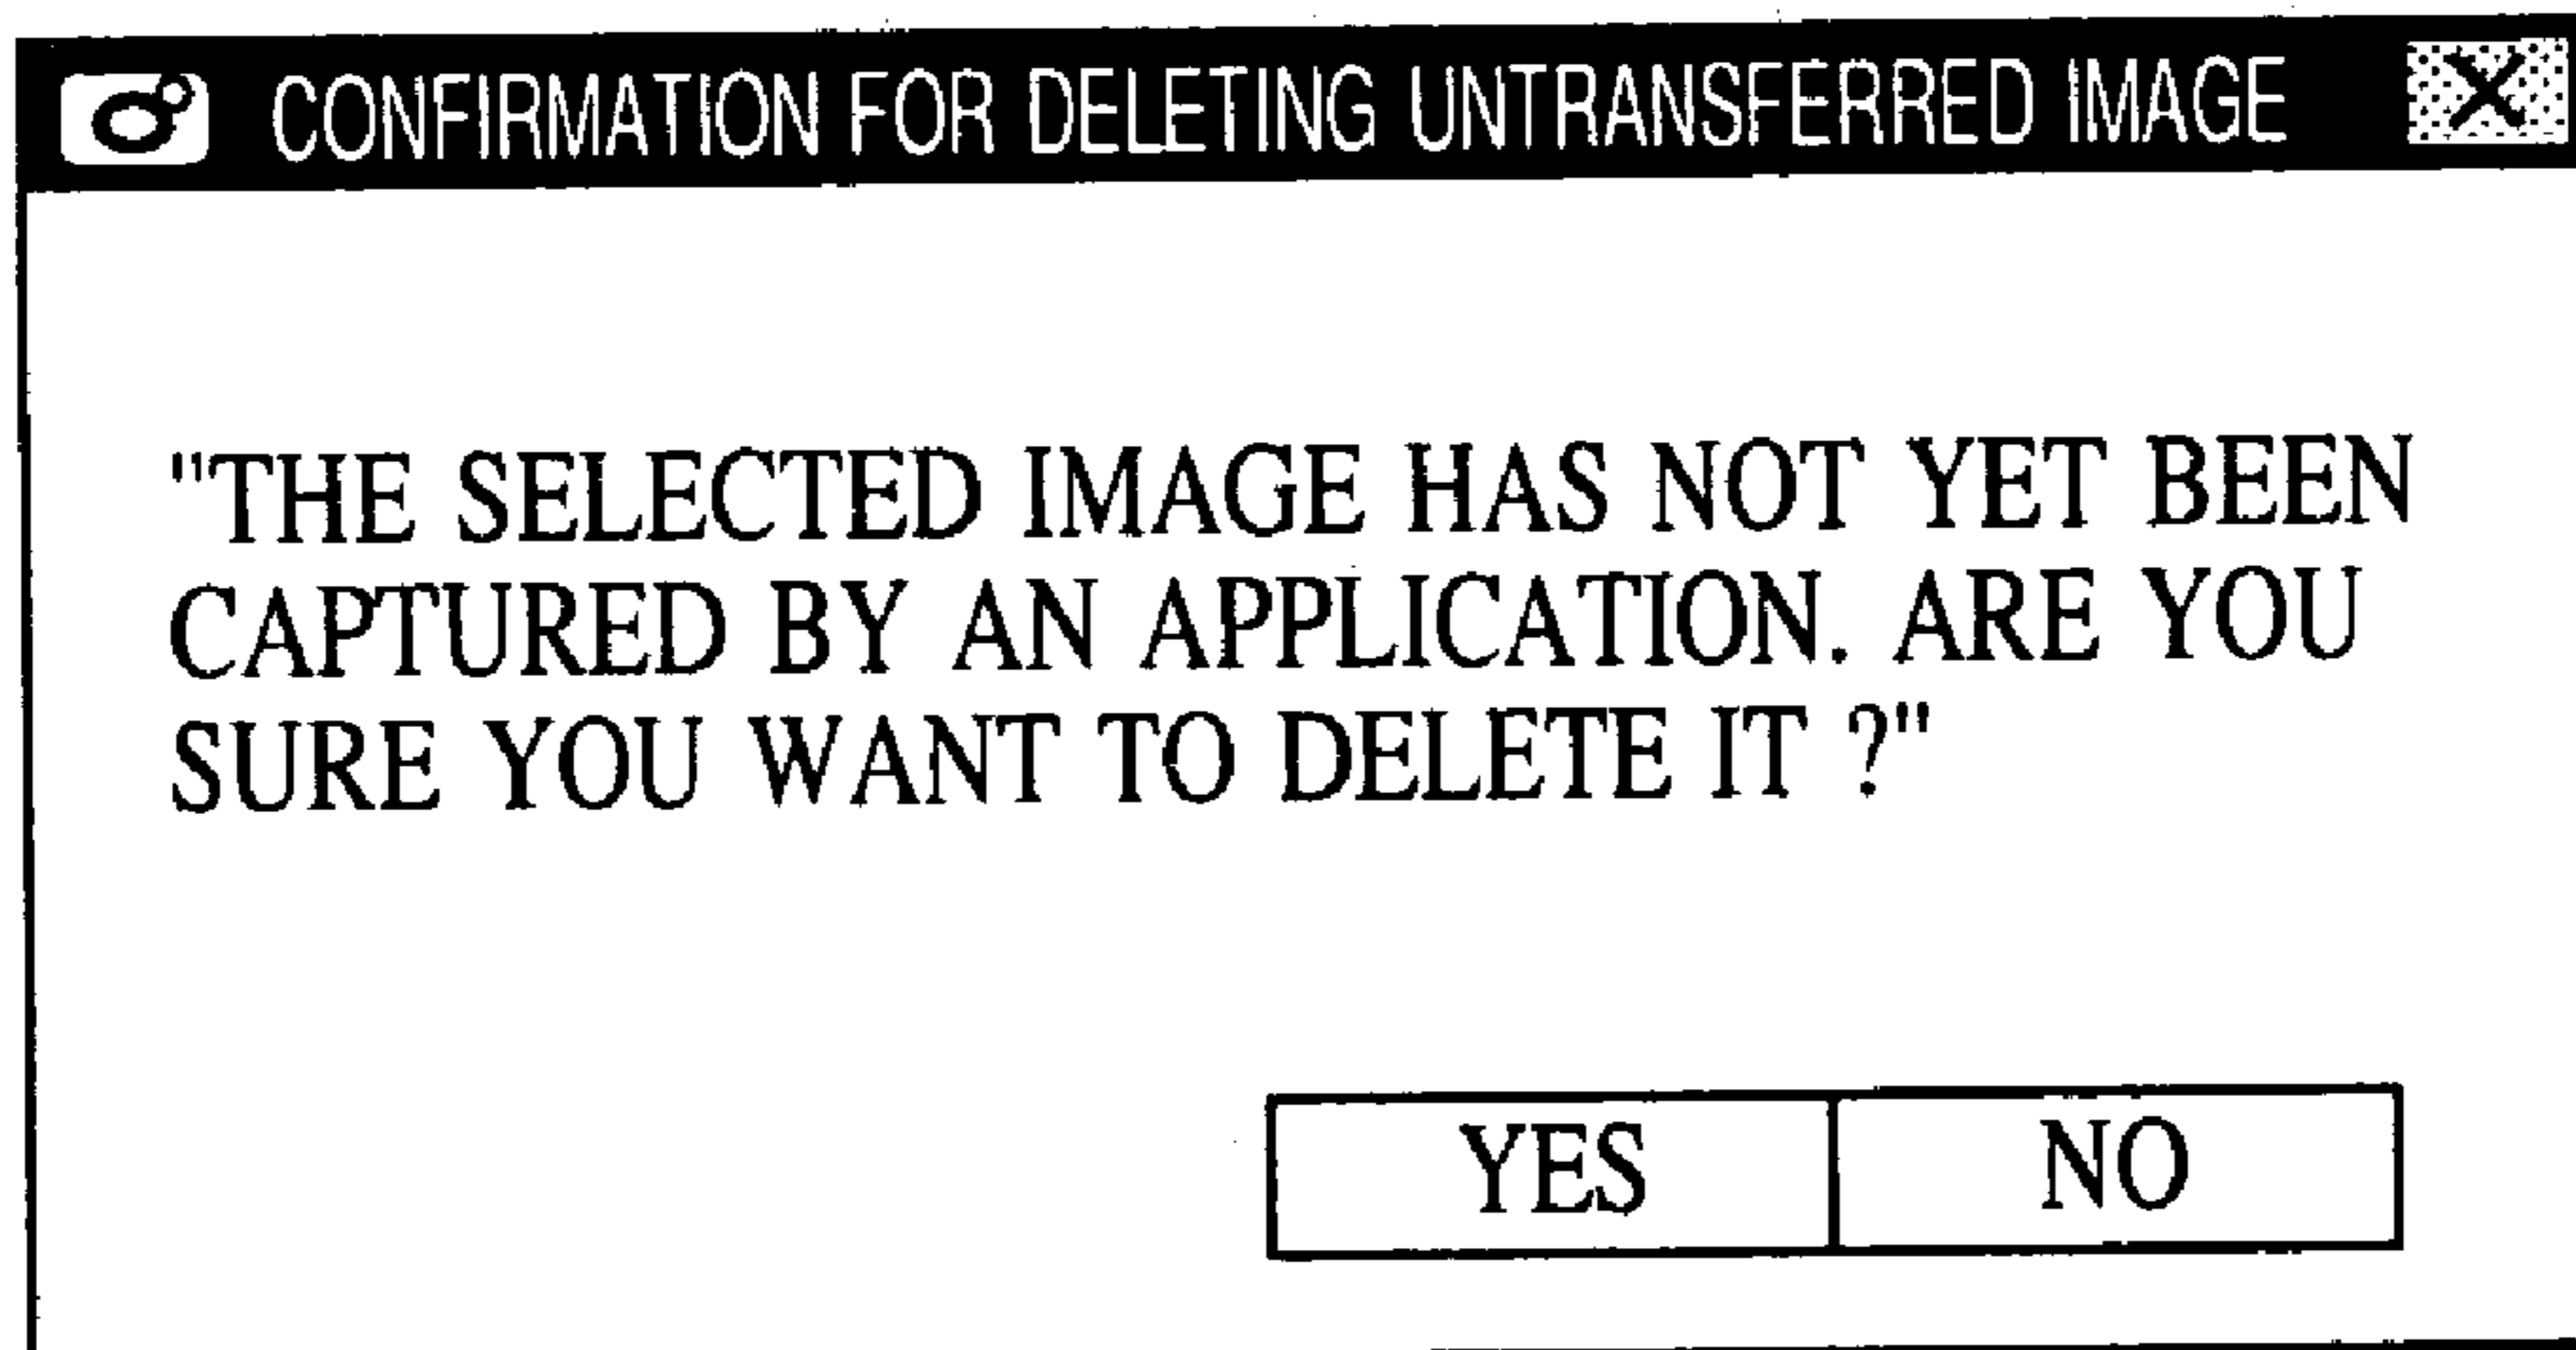 CONFIRMATION FOR DELETING UNTRANSFERRED IMAGE
"THE SELECTED IMAGE HAS NOT YET BEEN
CAPTURED BY AN APPLICATION. ARE YOU
SURE YOU WANT TO DELETE IT ?"
YES NO